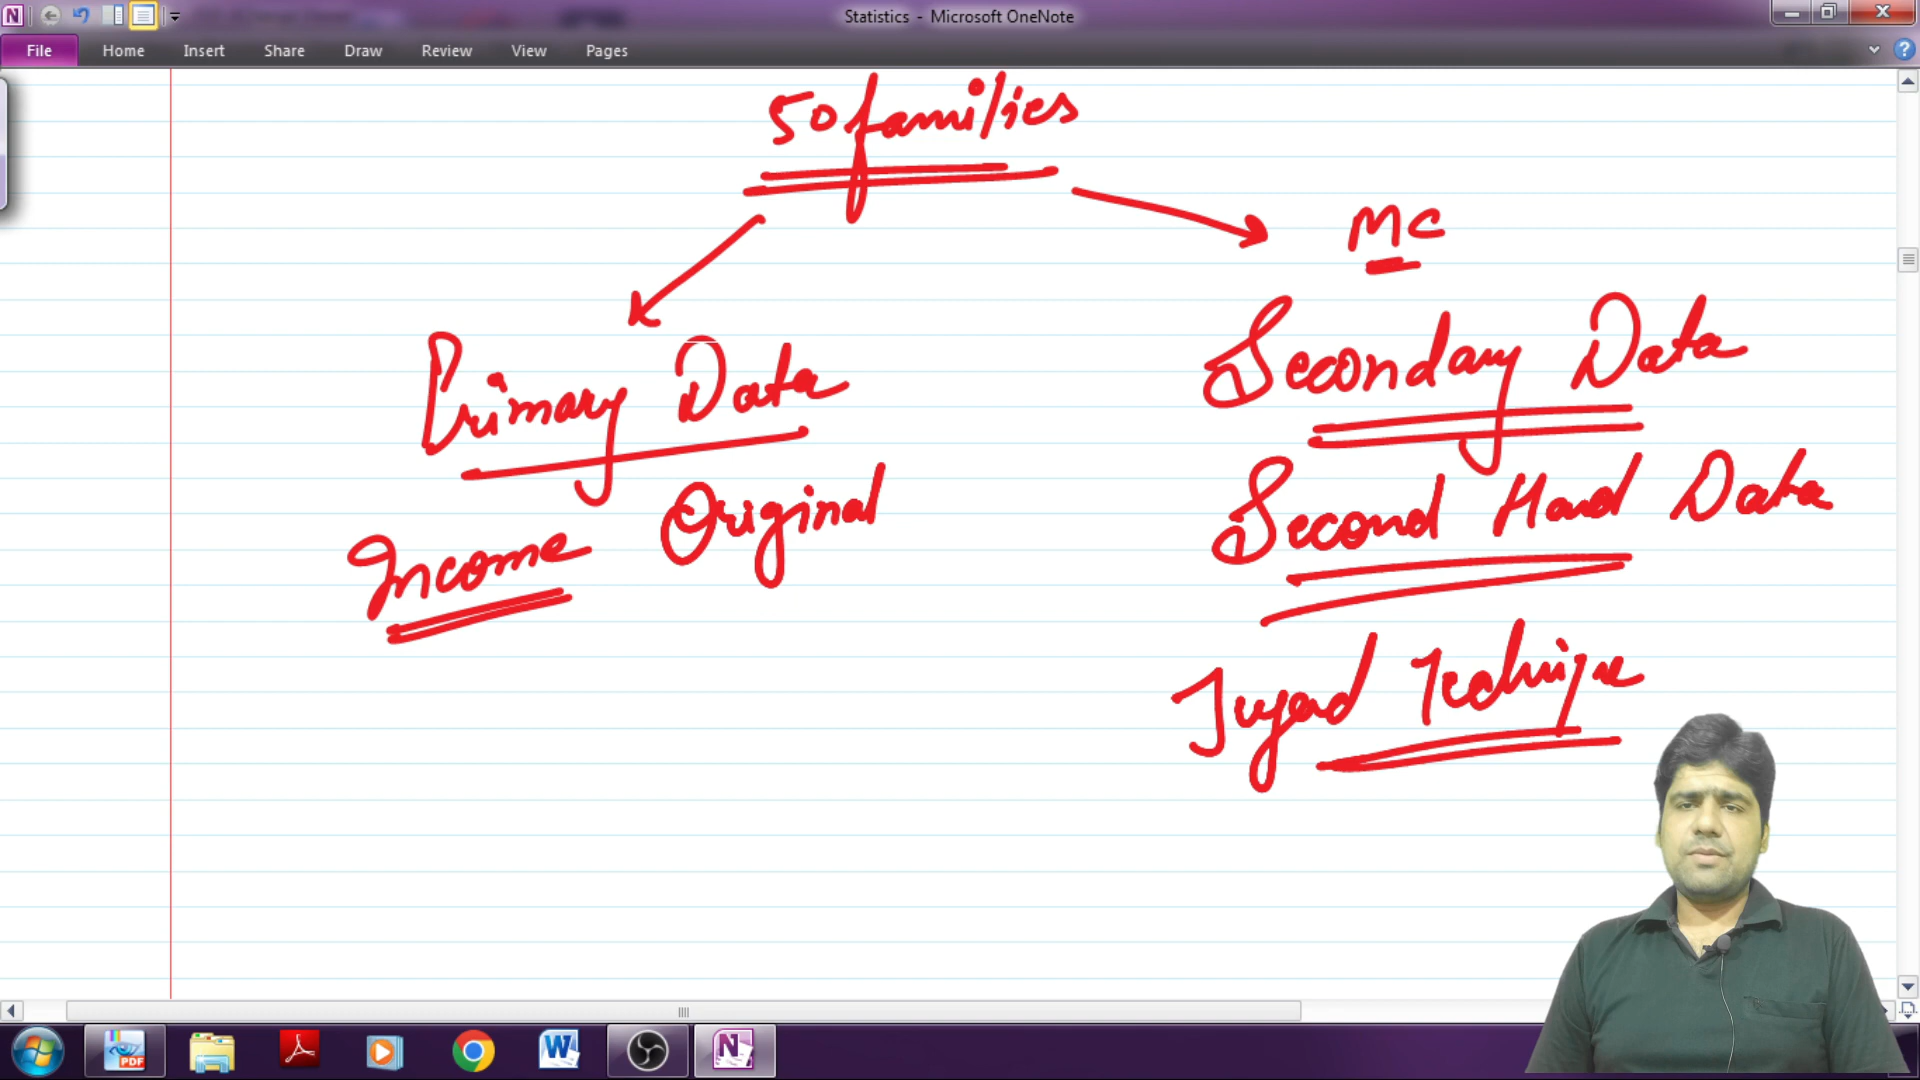 Statistics - Microsoft OneNote
File Home Insert Share Draw Review View Pages
50 families
MC
Primary Data
Secondary Data
Income Original
Second Hand Data
Jugad Technique
PDF